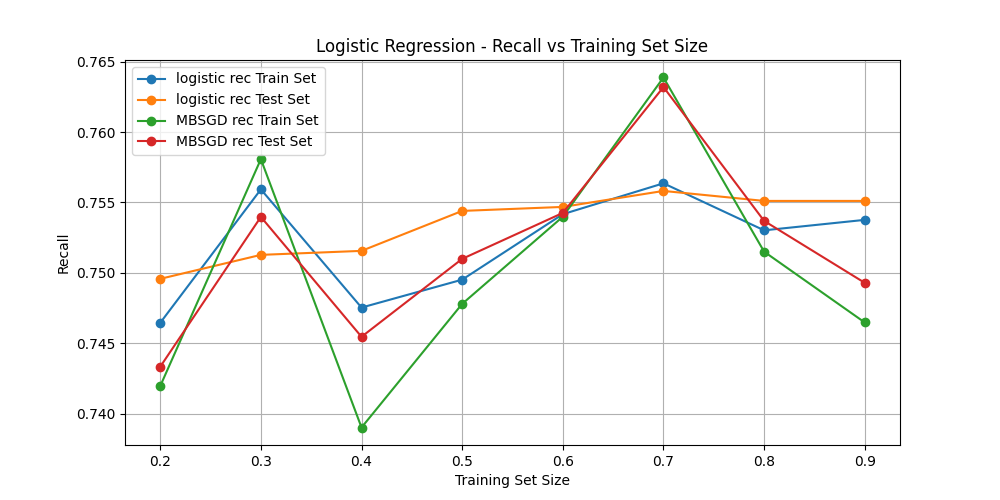 Logistic Regression - Recall vs Training Set Size
logistic rec Train Set
logistic rec Test Set
MBSGD rec Train Set
MBSGD rec Test Set
0.765
0.760
0.755
0.750
0.745
0.740
Recall
0.2 0.3 0.4 0.5 0.6 0.7 0.8 0.9
Training Set Size